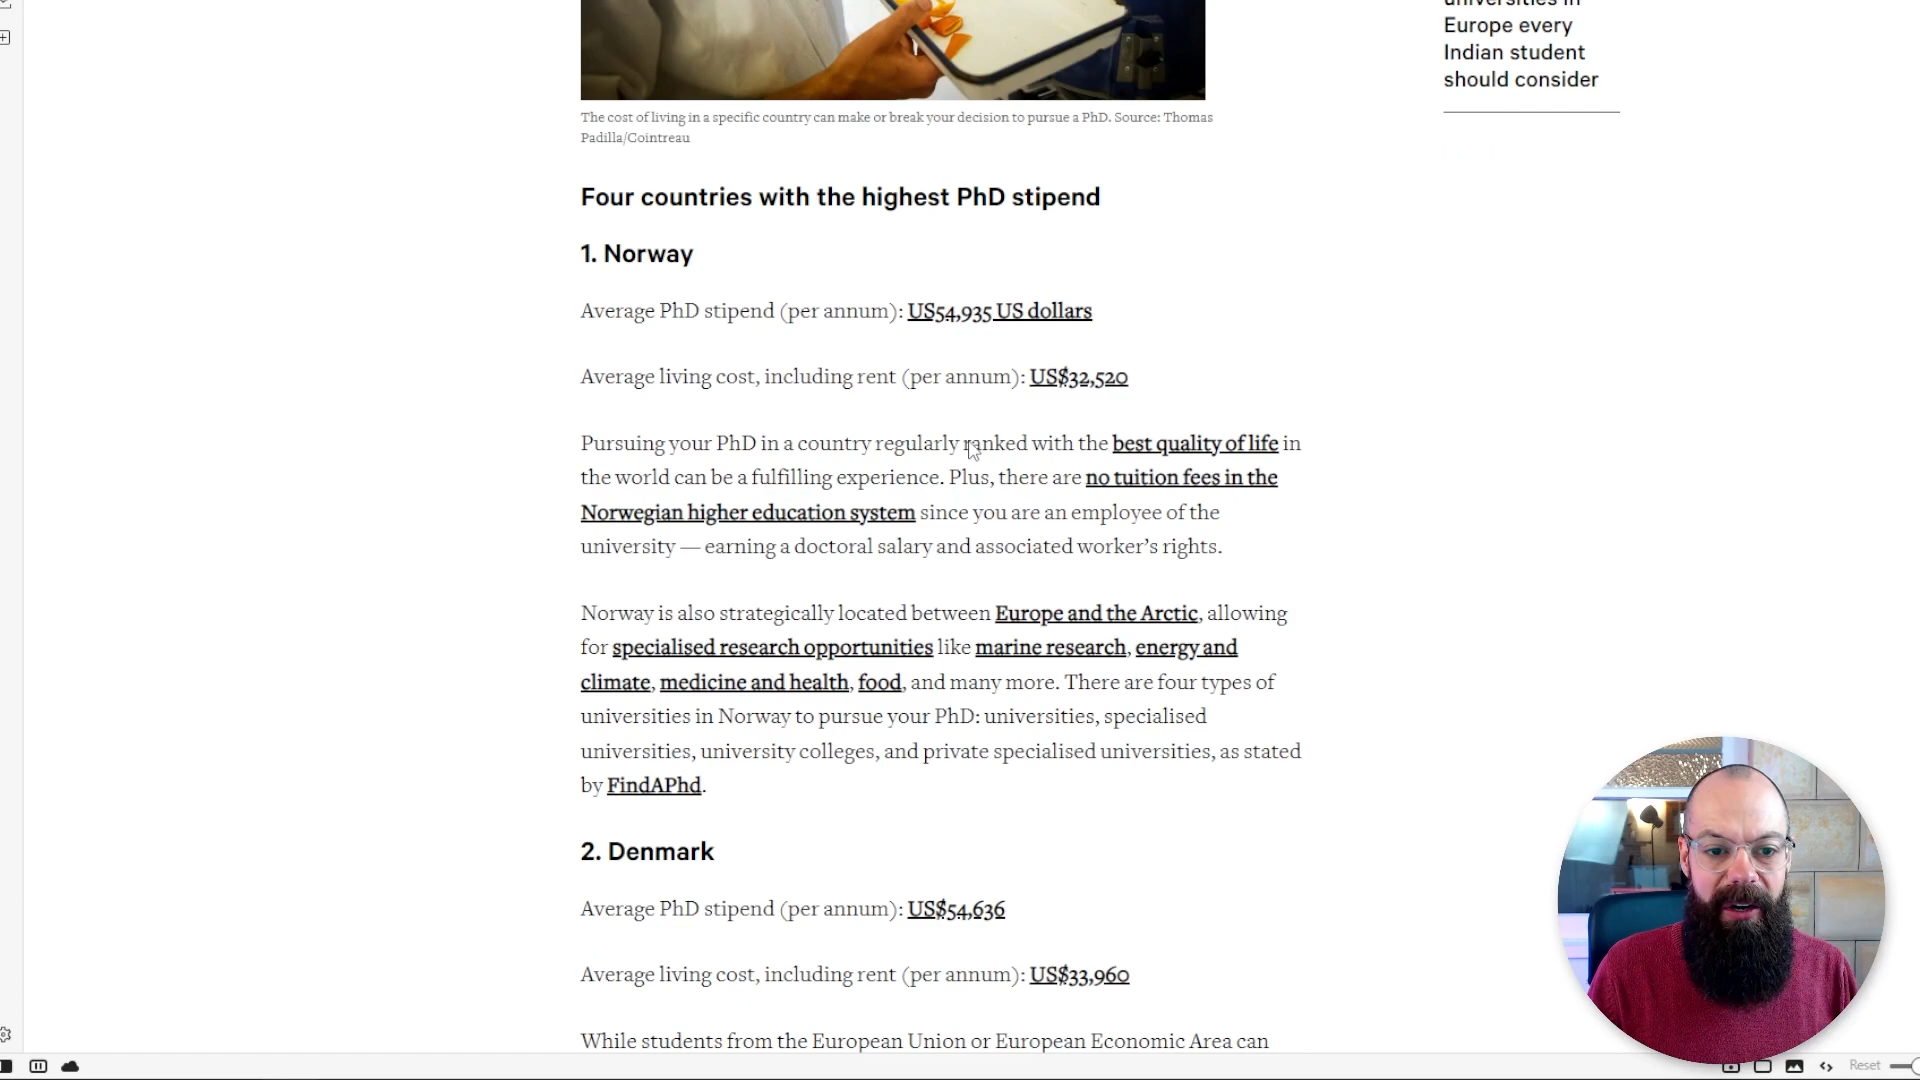 universities in
Europe every
Indian student
should consider
The cost of living in a specific country can make or break your decision to pursue a PhD. Source: Thomas
Padilla/Cointreau
Four countries with the highest PhD stipend
1. Norway
Average PhD stipend (per annum): US54,935 US dollars
Average living cost, including rent (per annum): US$32,520
Pursuing your PhD in a country regularly ranked with the best quality of life in
the world can be a fulfilling experience. Plus, there are no tuition fees in the
Norwegian higher education system since you are an employee of the
university — earning a doctoral salary and associated worker’s rights.
Norway is also strategically located between Europe and the Arctic, allowing
for specialised research opportunities like marine research, energy and
climate, medicine and health, food, and many more. There are four types of
universities in Norway to pursue your PhD: universities, specialised
universities, university colleges, and private specialised universities, as stated
by FindAPhd.
2. Denmark
Average PhD stipend (per annum): US$54,636
Average living cost, including rent (per annum): US$33,960
While students from the European Union or European Economic Area can
Reset